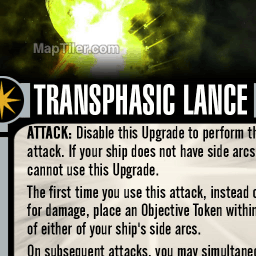 MapTiler.com
TRANSPHASIC LANCE
ATTACK: Disable this Upgrade to perform th
attack. If your ship does not have side arcs
cannot use this Upgrade.
The first time you use this attack, instead o
for damage, place an Objective Token within
of either of your ship's side arcs.
On subsequent attacks, you may simultaneo